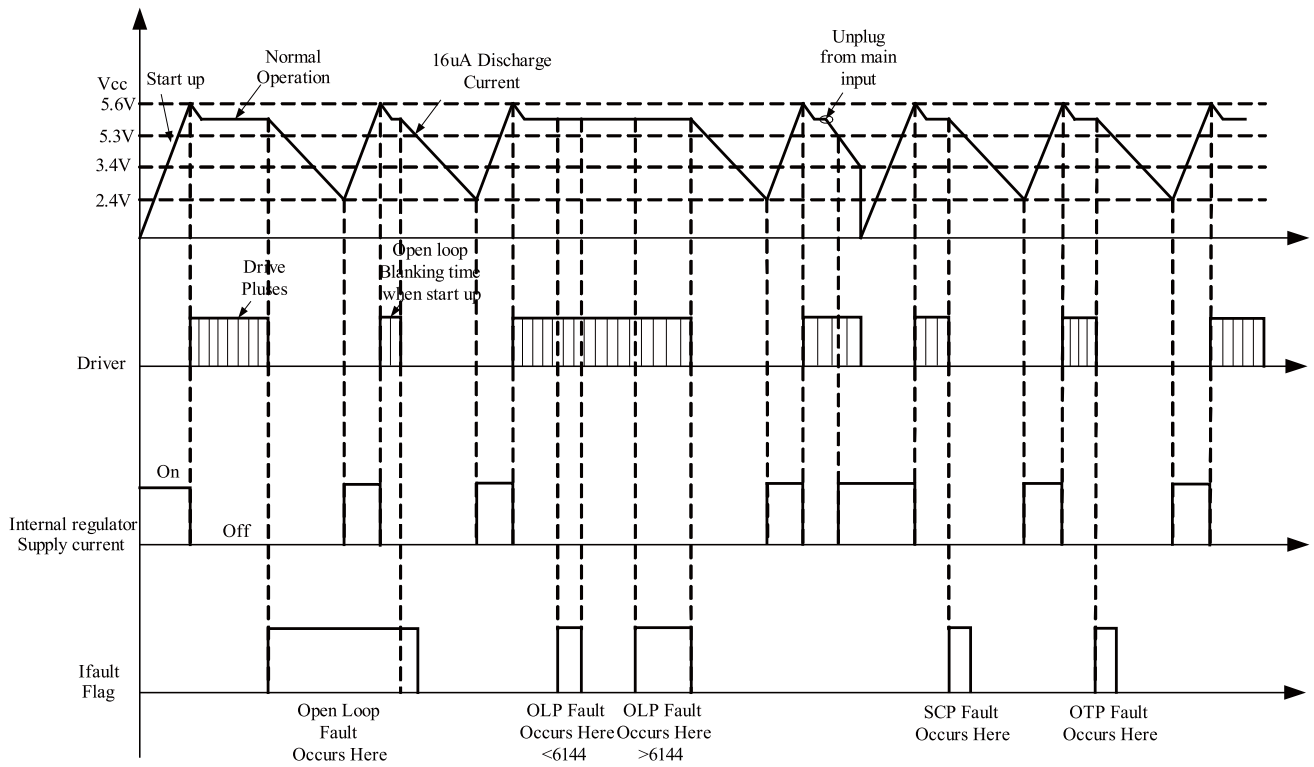 Vcc
5.6V
5.3V
3.4V
2.4V
Start up
Normal
Operation
16uA Discharge
Current
Unplug
from main
input
Drive
Pluses
Open loop
Blanking time
when start up
Driver
On
Off
Internal regulator
Supply current
Ifault
Flag
Open Loop
Fault
Occurs Here
OLP Fault
Occurs Here
<6144
OLP Fault
Occurs Here
>6144
SCP Fault
Occurs Here
OTP Fault
Occurs Here